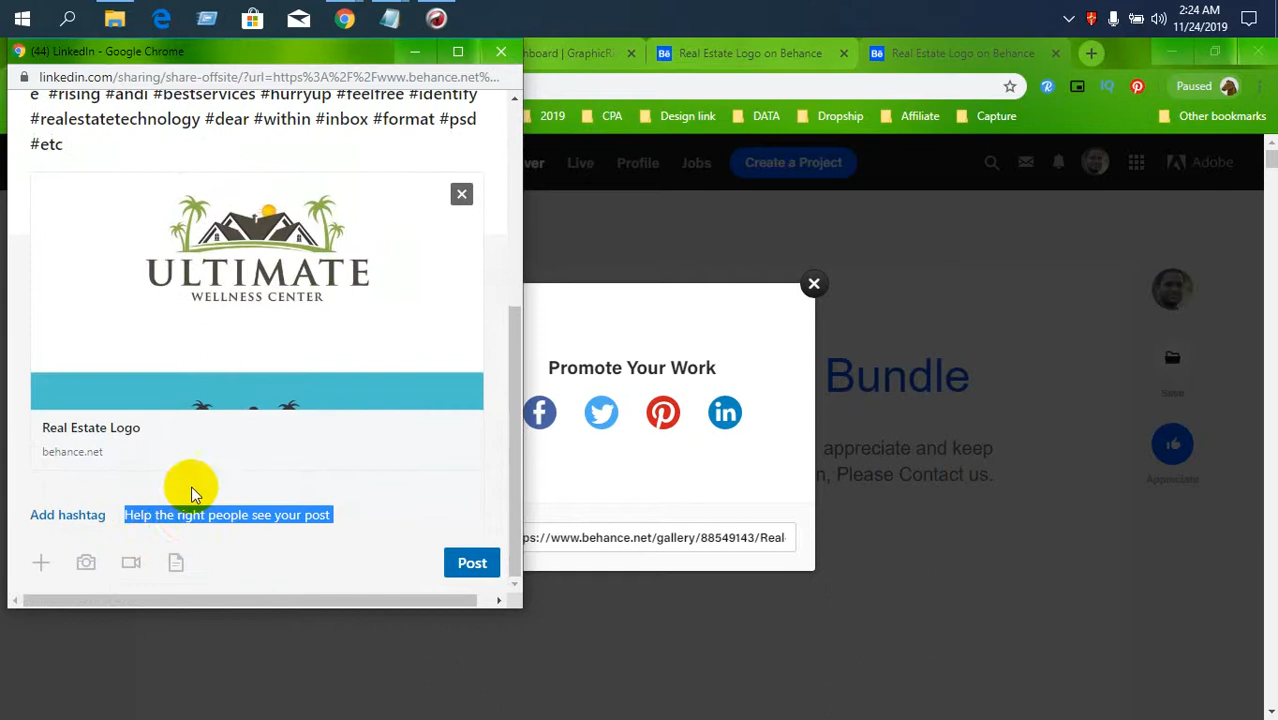 2:24 AM
11/24/2019
(44) LinkedIn - Google Chrome
hboard | GraphicR
Real Estate Logo on Behance
Real Estate Logo on Behance
linkedin.com/sharing/share-offsite/?url=https%3A%2F%2Fwww.behance.net%...
Paused
2019
CPA
Design link
DATA
Dropship
Affiliate
Capture
Other bookmarks
e #rising #andi #bestservices #hurryup #feelfree #identify
#realestatetechnology #dear #within #inbox #format #psd
#etc
ver
Live
Profile
Jobs
Create a Project
Adobe
ULTIMATE
WELLNESS CENTER
Real Estate Logo
behance.net
Add hashtag
Help the right people see your post
Post
Promote Your Work
ps://www.behance.net/gallery/88549143/Real-
Bundle
appreciate and keep
n, Please Contact us.
Save
Appreciate